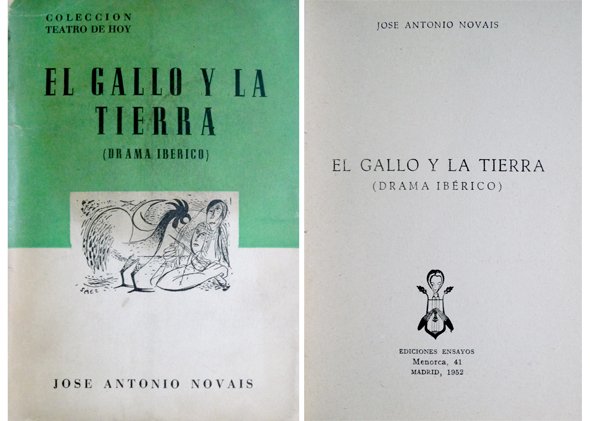 COLECCION
TEATRO DE HOY
EL GALLO Y LA
TIERRA
(DRAMA IBERICO)
SAEZ
JOSE ANTONIO NOVAIS
JOSE ANTONIO NOVAIS
EL GALLO Y LA TIERRA
(DRAMA IBÉRICO)
EDICIONES ENSAYOS
Menorca, 41
MADRID, 1952